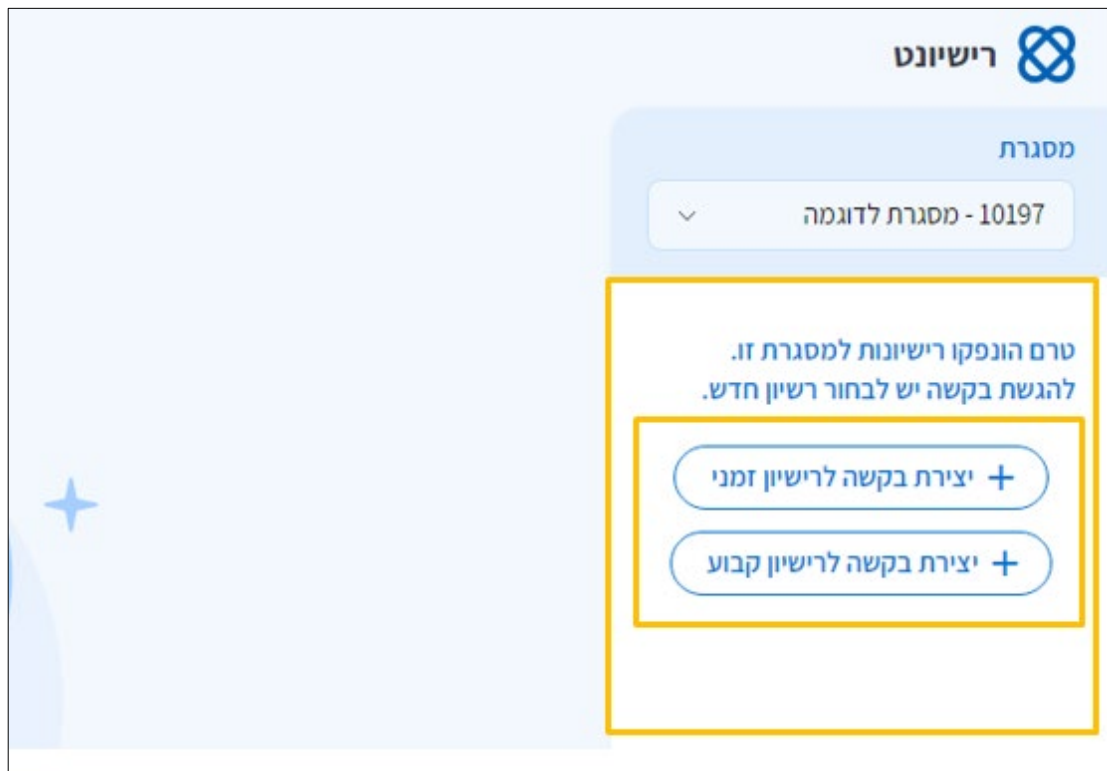 רישיונט
מסגרת
10197 - מסגרת לדוגמה
טרם הונפקו רישיונות למסגרת זו.
להגשת בקשה יש לבחור רשיון חדש.
+ יצירת בקשה לרישיון זמני
+ יצירת בקשה לרישיון קבוע